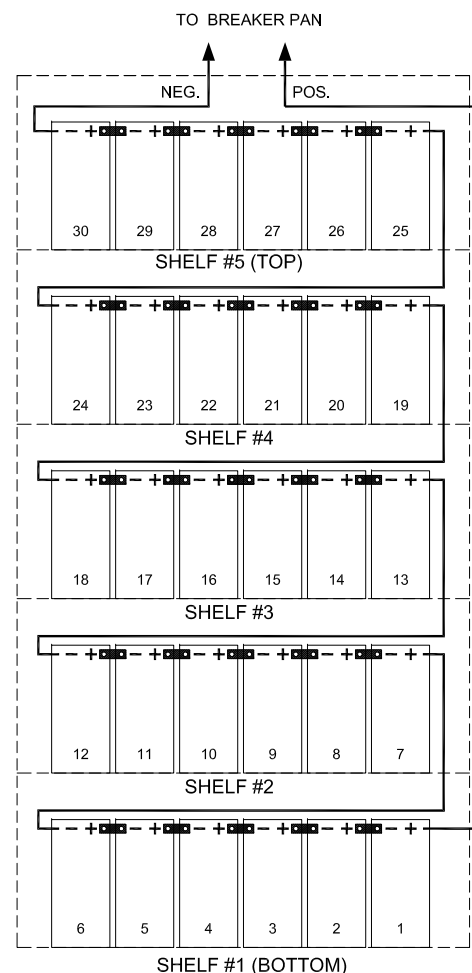 TO BREAKER PAN
NEG. POS.
− + − + − + − + − + − +
30 29 28 27 26 25
SHELF #5 (TOP)
− + − + − + − + − + − +
24 23 22 21 20 19
SHELF #4
− + − + − + − + − + − +
18 17 16 15 14 13
SHELF #3
− + − + − + − + − + − +
12 11 10 9 8 7
SHELF #2
− + − + − + − + − + − +
6 5 4 3 2 1
SHELF #1 (BOTTOM)